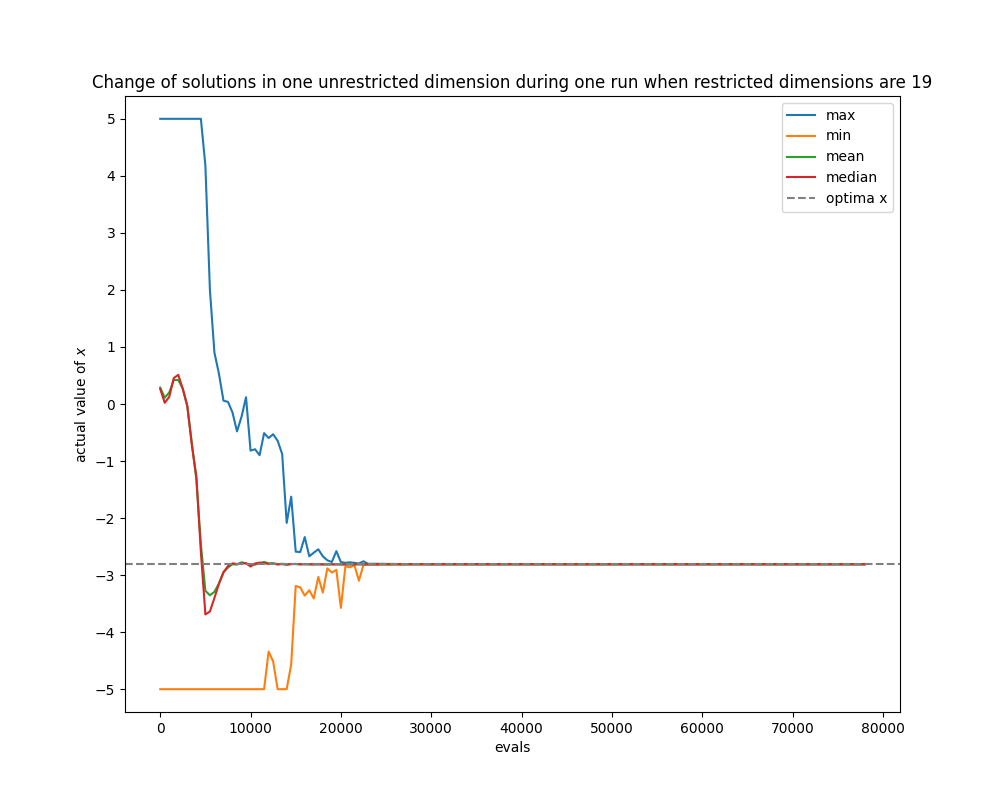 Change of solutions in one unrestricted dimension during one run when restricted dimensions are 19
max
min
mean
median
optima x
actual value of x
5
4
3
2
1
0
−1
−2
−3
−4
−5
0 10000 20000 30000 40000 50000 60000 70000 80000
evals